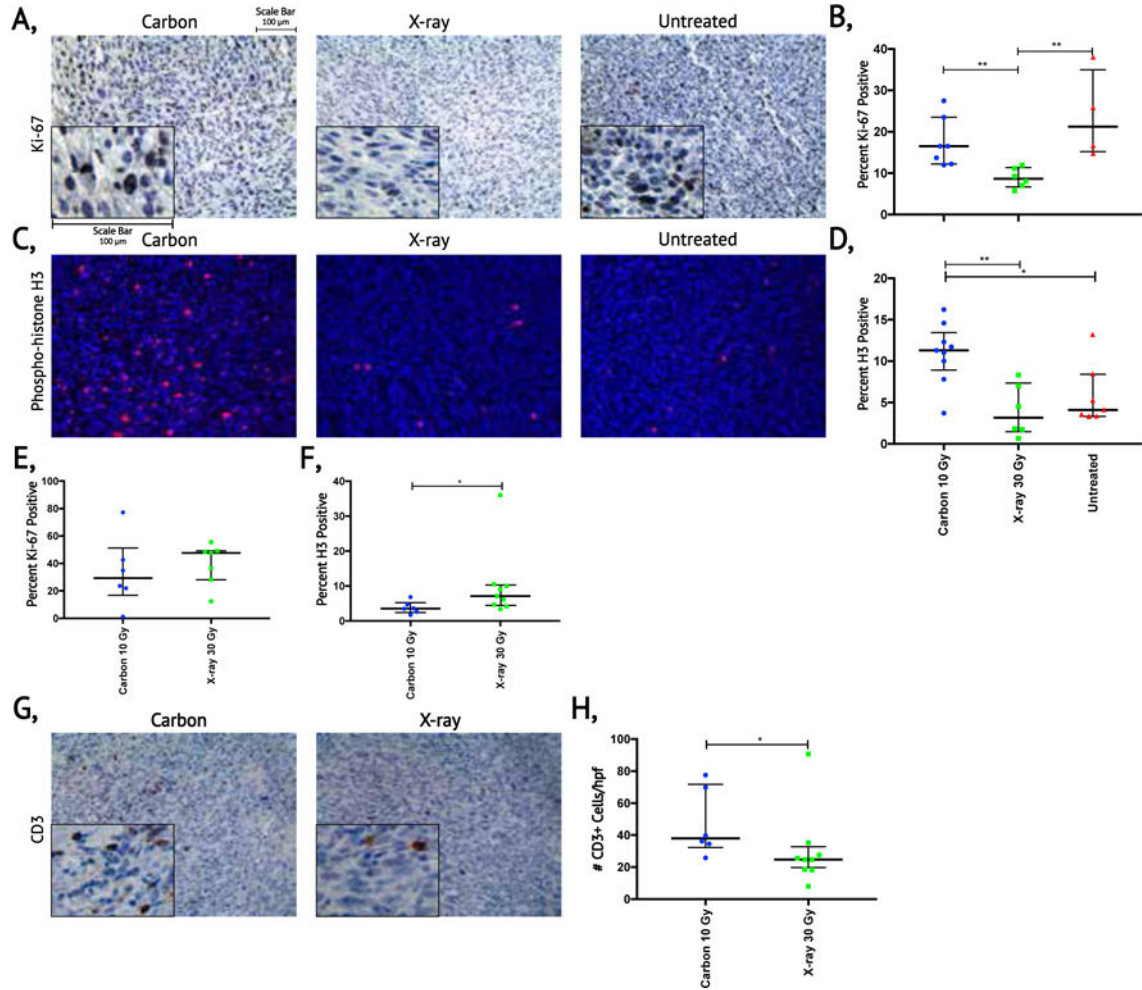 A,
Carbon
Scale Bar
100 μm
X-ray
Untreated
Ki-67
Scale Bar
100 μm
B,
Percent Ki-67 Positive
40
30
20
10
0
**
**
C,
Carbon
X-ray
Untreated
Phospho-histone H3
D,
Percent H3 Positive
20
15
10
5
0
**
*
Carbon 10 Gy
X-ray 30 Gy
Untreated
E,
Percent Ki-67 Positive
100
80
60
40
20
0
Carbon 10 Gy
X-ray 30 Gy
F,
Percent H3 Positive
40
30
20
10
0
*
Carbon 10 Gy
X-ray 30 Gy
G,
Carbon
X-ray
CD3
H,
# CD3+ Cells/hpf
100
80
60
40
20
0
*
Carbon 10 Gy
X-ray 30 Gy